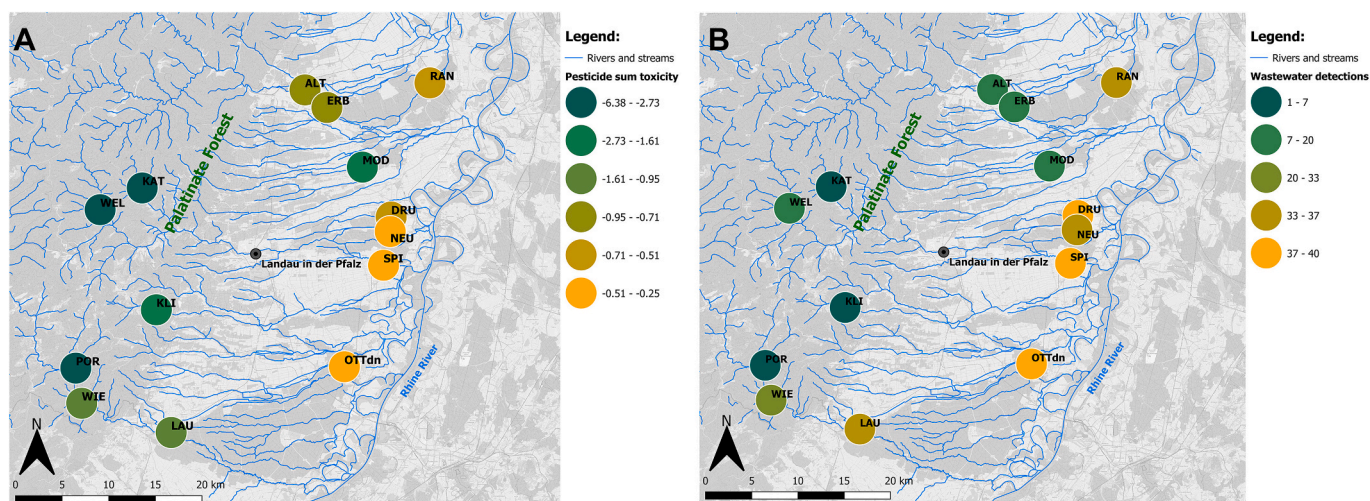 A
Legend:
Rivers and streams
Pesticide sum toxicity
-6.38 - -2.73
-2.73 - -1.61
-1.61 - -0.95
-0.95 - -0.71
-0.71 - -0.51
-0.51 - -0.25
ALT
RAN
ERB
MOD
Palatinate Forest
KAT
WEL
DRU
NEU
SPI
Landau in der Pfalz
KLI
POR
OTTdn
WIE
LAU
Rhine River
N
0 5 10 15 20 km
B
Legend:
Rivers and streams
Wastewater detections
1 - 7
7 - 20
20 - 33
33 - 37
37 - 40
ALT
RAN
ERB
MOD
Palatinate Forest
KAT
WEL
DRU
NEU
SPI
Landau in der Pfalz
KLI
POR
OTTdn
WIE
LAU
Rhine River
N
0 5 10 15 20 km